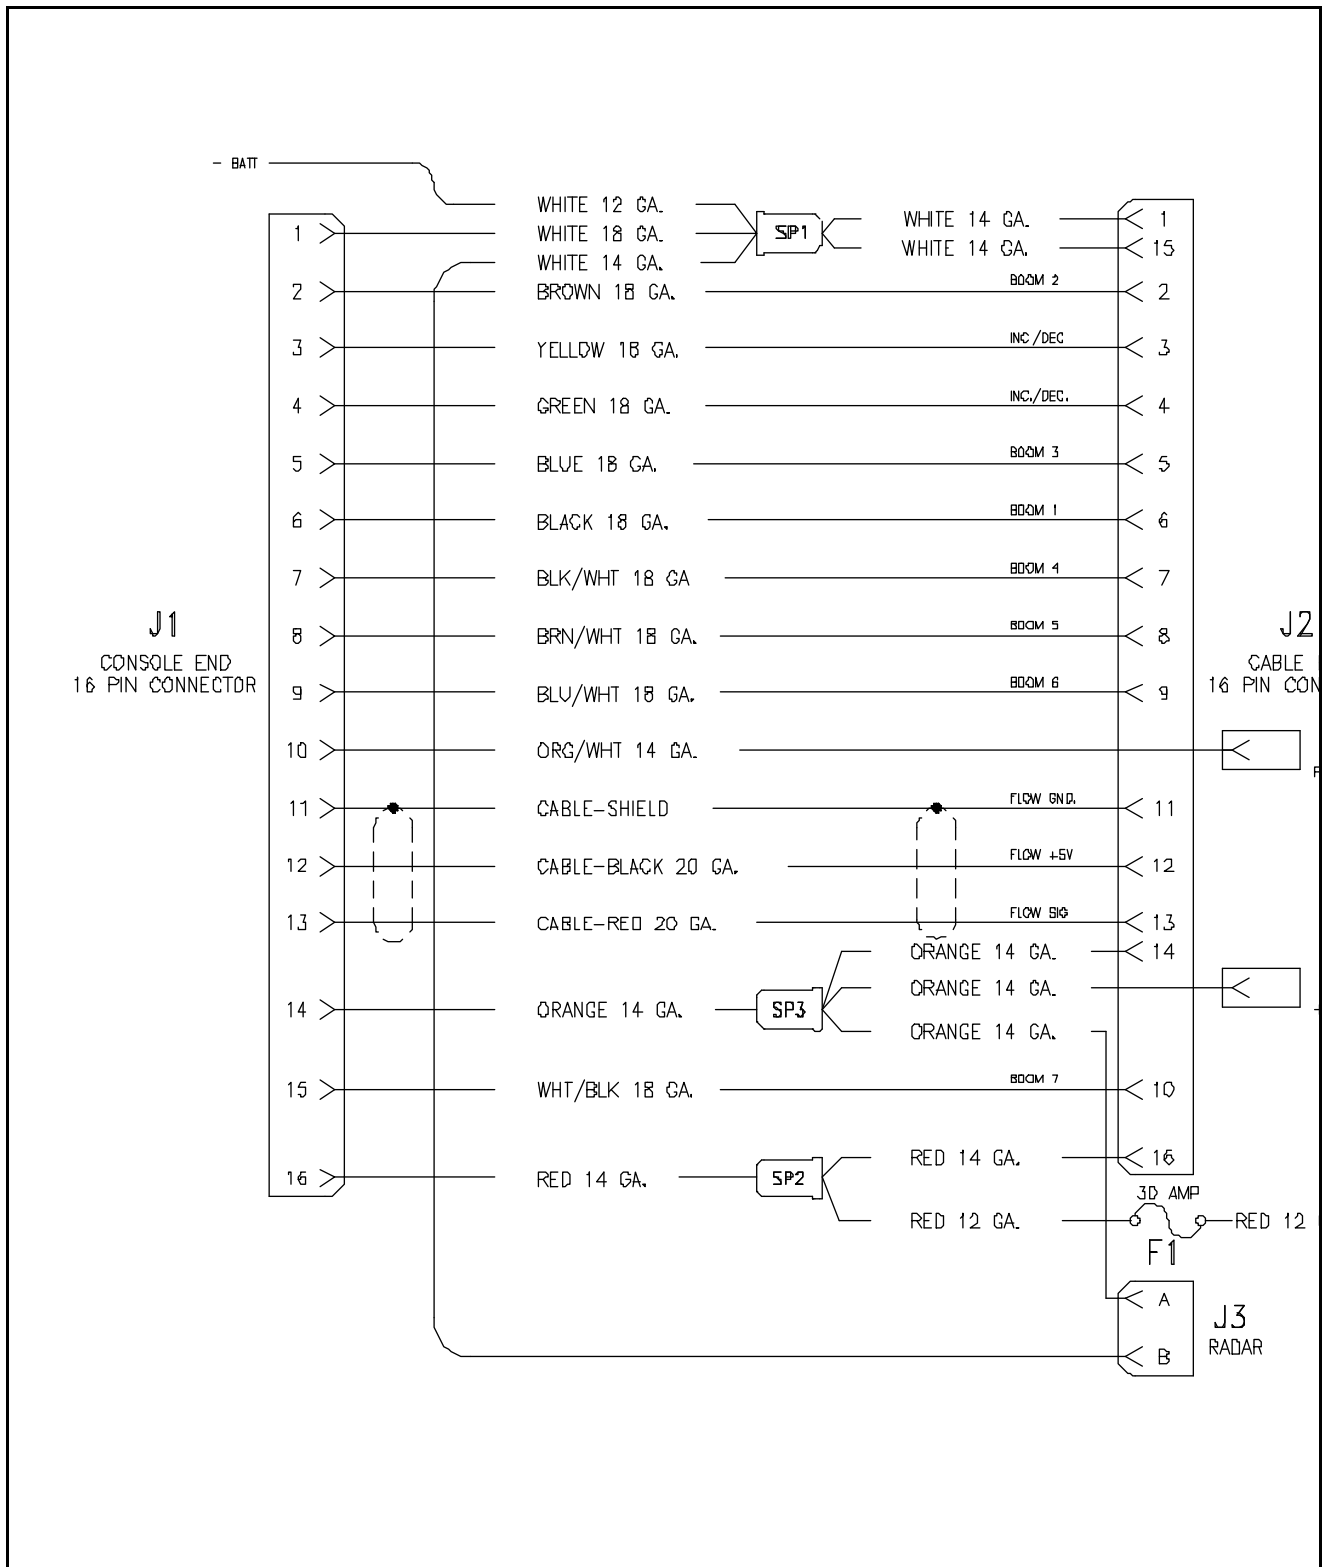 - BATT
WHITE 12 GA.
1 WHITE 18 GA. SP1 WHITE 14 GA. 1
WHITE 14 GA. WHITE 14 GA. 15
2 BROWN 18 GA. BOOM 2 2
3 YELLOW 18 GA. INC/DEC 3
4 GREEN 18 GA. INC./DEC. 4
5 BLUE 18 GA. BOOM 3 5
6 BLACK 18 GA. BOOM 1 6
7 BLK/WHT 18 GA BOOM 4 7
J1
CONSOLE END
16 PIN CONNECTOR
8 BRN/WHT 18 GA. BOOM 5 8
J2
CABLE
16 PIN CON
9 BLU/WHT 18 GA. BOOM 6 9
10 ORG/WHT 14 GA.
11 CABLE-SHIELD FLOW GND. 11
12 CABLE-BLACK 20 GA. FLOW +5V 12
13 CABLE-RED 20 GA. FLOW SIG 13
ORANGE 14 GA. 14
ORANGE 14 GA.
14 ORANGE 14 GA. SP3
ORANGE 14 GA.
15 WHT/BLK 18 GA. BOOM 7 10
RED 14 GA. 16
16 RED 14 GA. SP2
30 AMP
RED 12 GA. RED 12
F1
A
J3
RADAR
B